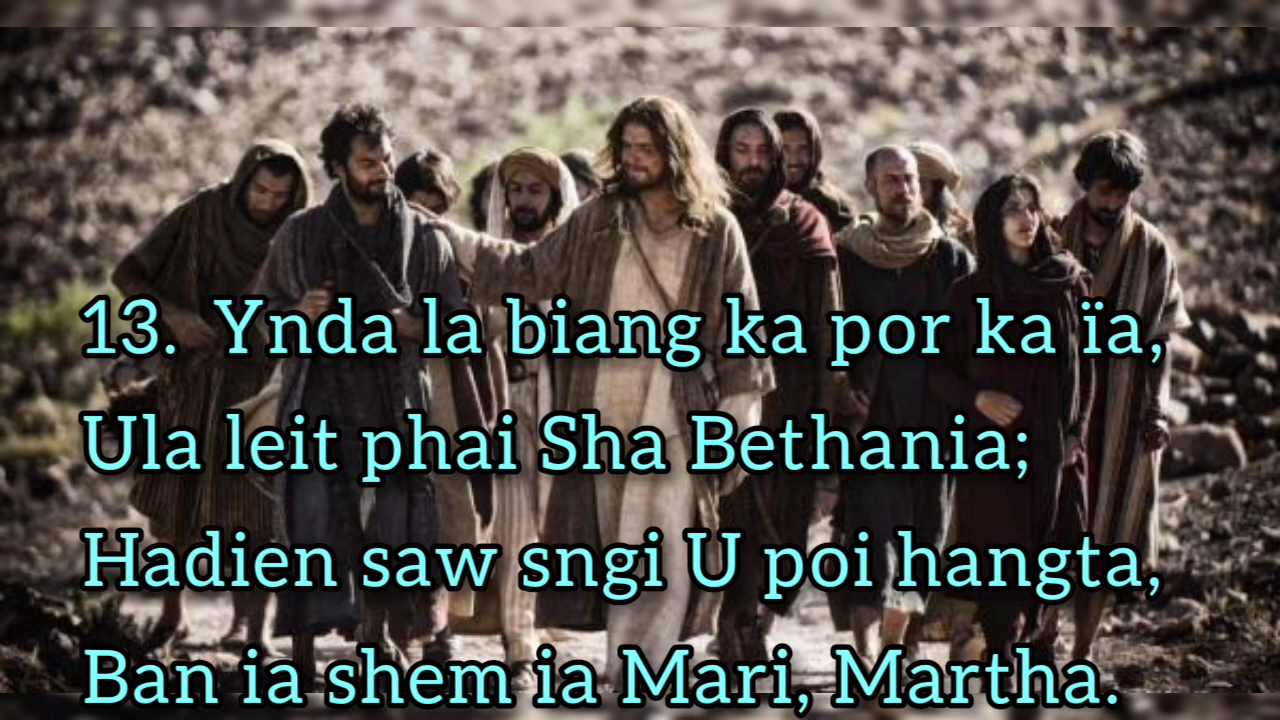 13. Ynda la biang ka por ka ïa,
Ula leit phai Sha Bethania;
Hadien saw sngi U poi hangta,
Ban ia shem ia Mari, Martha.